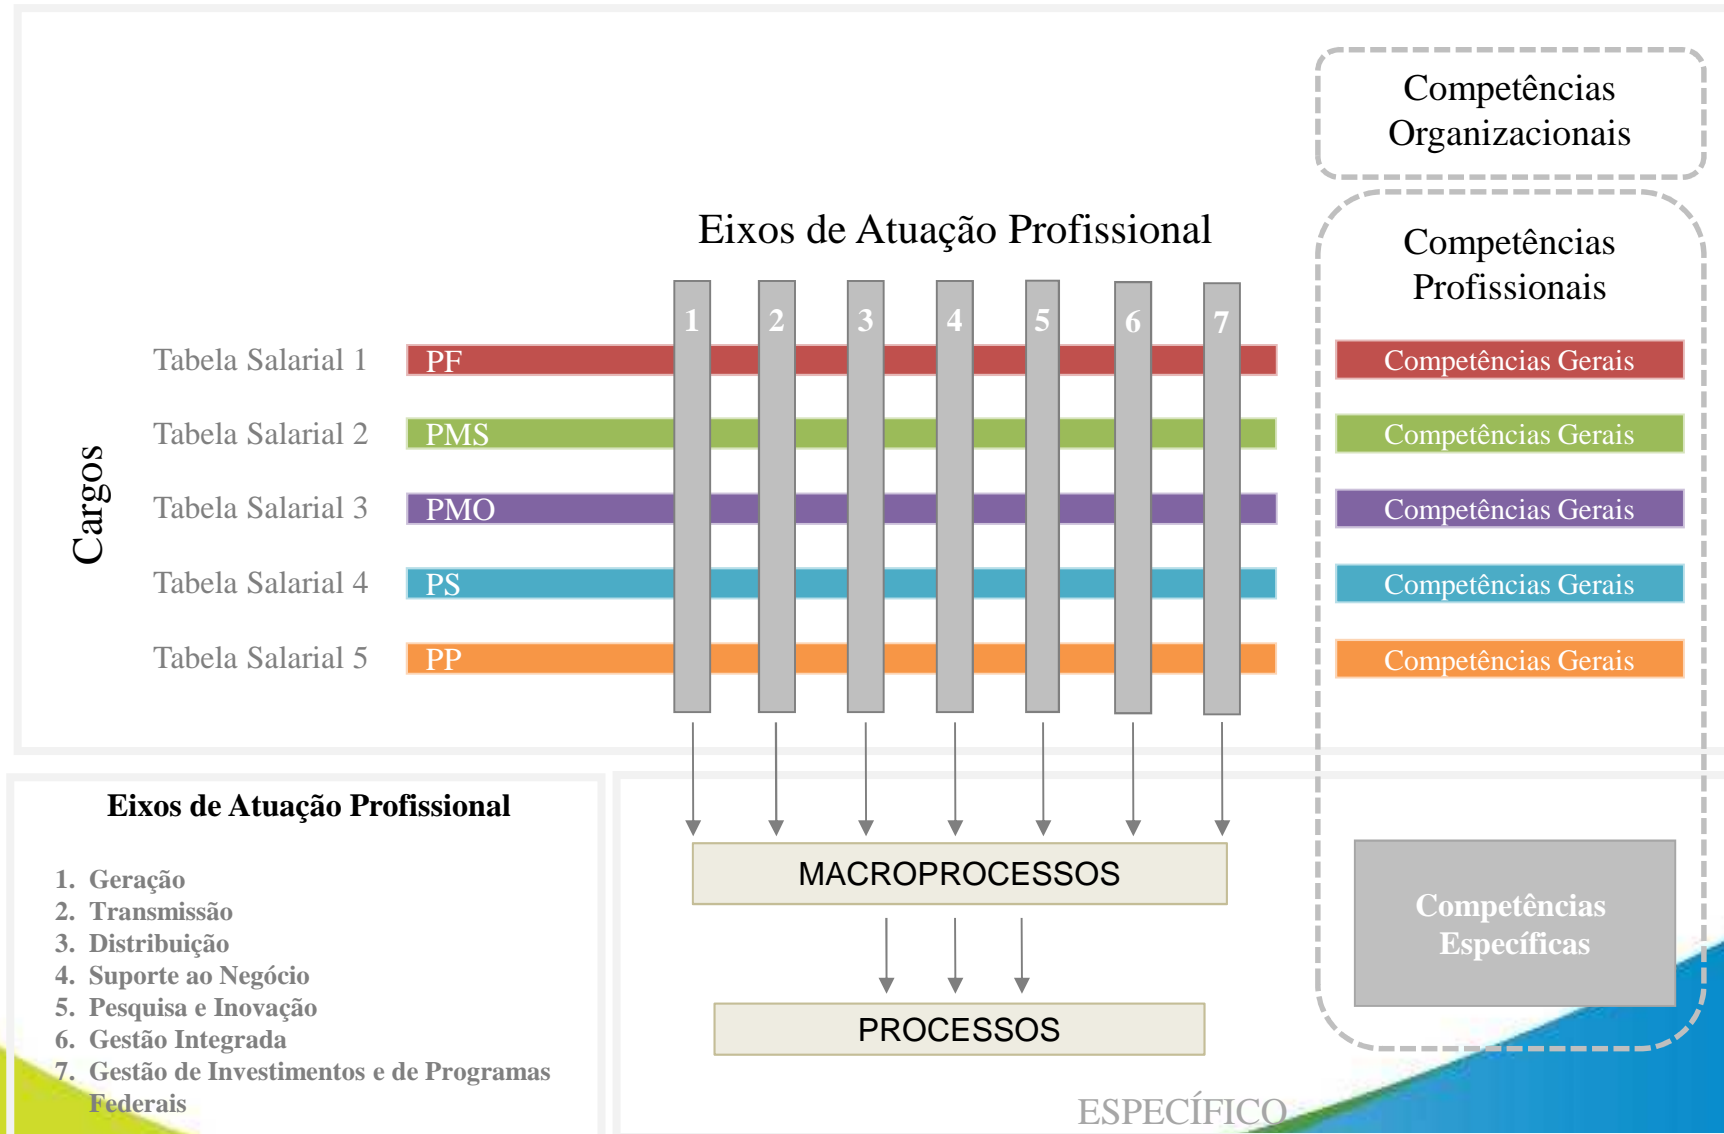 Competências
Organizacionais
Eixos de Atuação Profissional
Competências
Profissionais
1 2 3 4 5 6 7
Cargos
Tabela Salarial 1 PF Competências Gerais
Tabela Salarial 2 PMS Competências Gerais
Tabela Salarial 3 PMO Competências Gerais
Tabela Salarial 4 PS Competências Gerais
Tabela Salarial 5 PP Competências Gerais
Eixos de Atuação Profissional
1. Geração
2. Transmissão
3. Distribuição
4. Suporte ao Negócio
5. Pesquisa e Inovação
6. Gestão Integrada
7. Gestão de Investimentos e de Programas
Federais
MACROPROCESSOS
PROCESSOS
Competências
Específicas
ESPECÍFICO